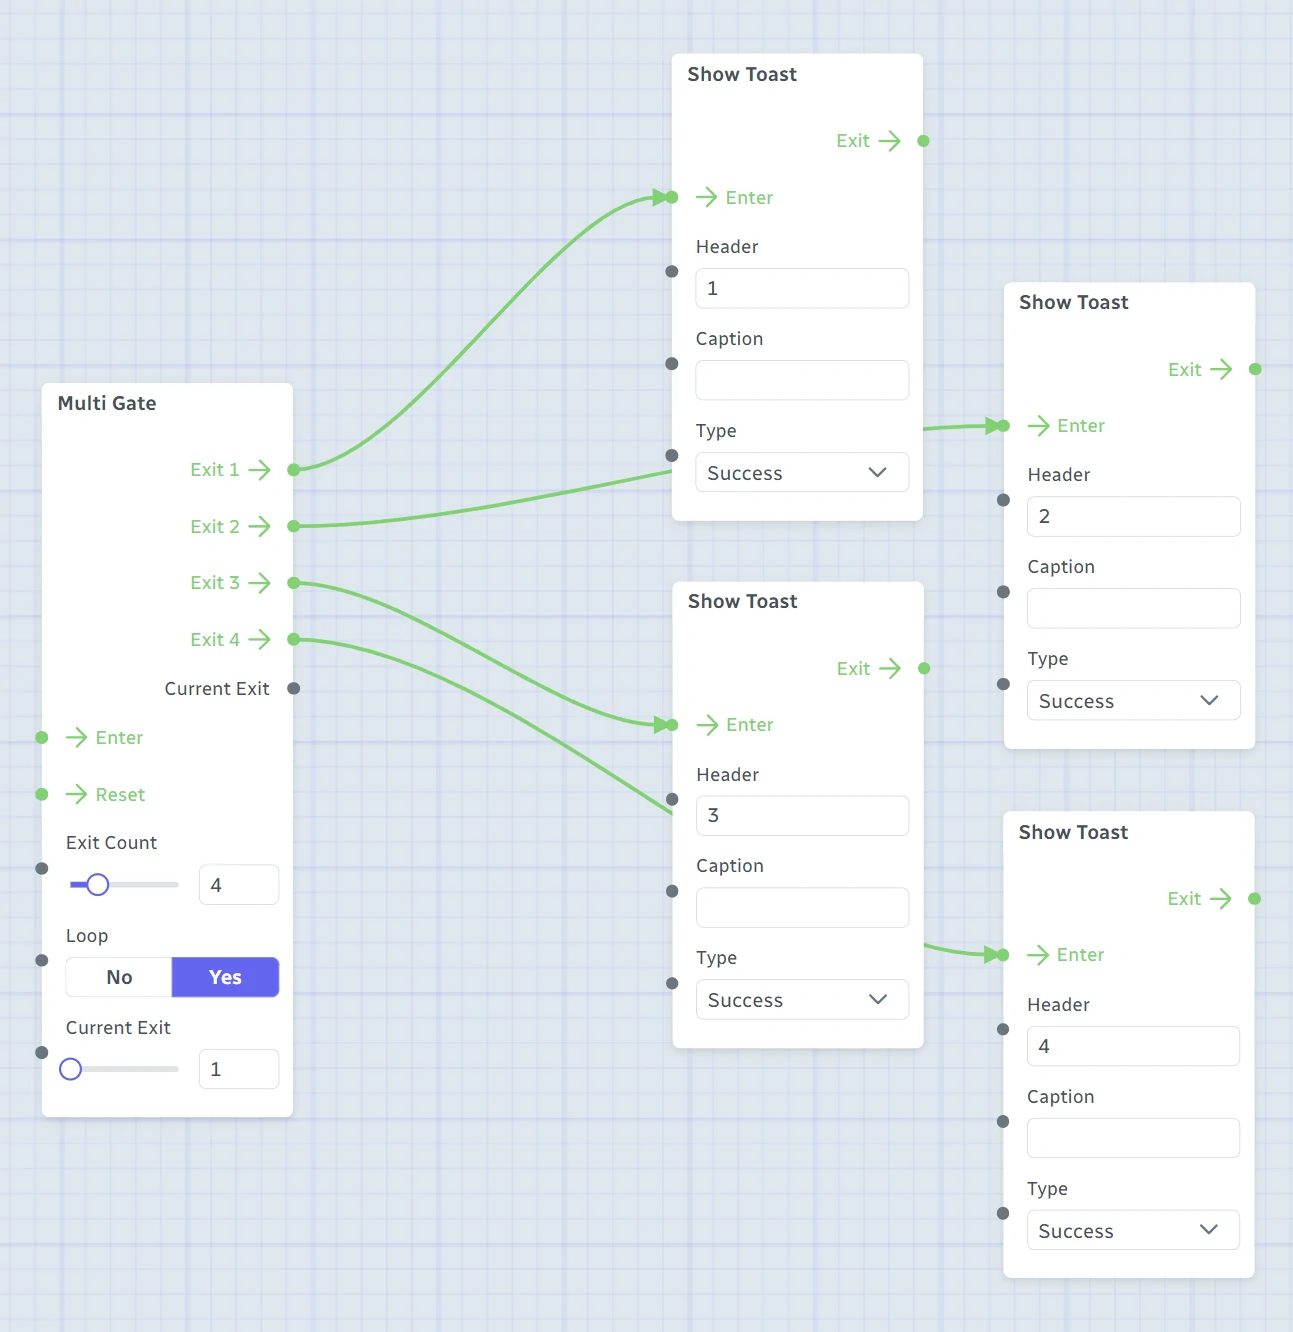 Multi Gate
Exit 1
Exit 2
Exit 3
Exit 4
Current Exit
Enter
Reset
Exit Count
4
Loop
No Yes
Current Exit
1
Show Toast
Exit
Enter
Header
1
Caption
Type
Success
Show Toast
Exit
Enter
Header
2
Caption
Type
Success
Show Toast
Exit
Enter
Header
3
Caption
Type
Success
Show Toast
Exit
Enter
Header
4
Caption
Type
Success